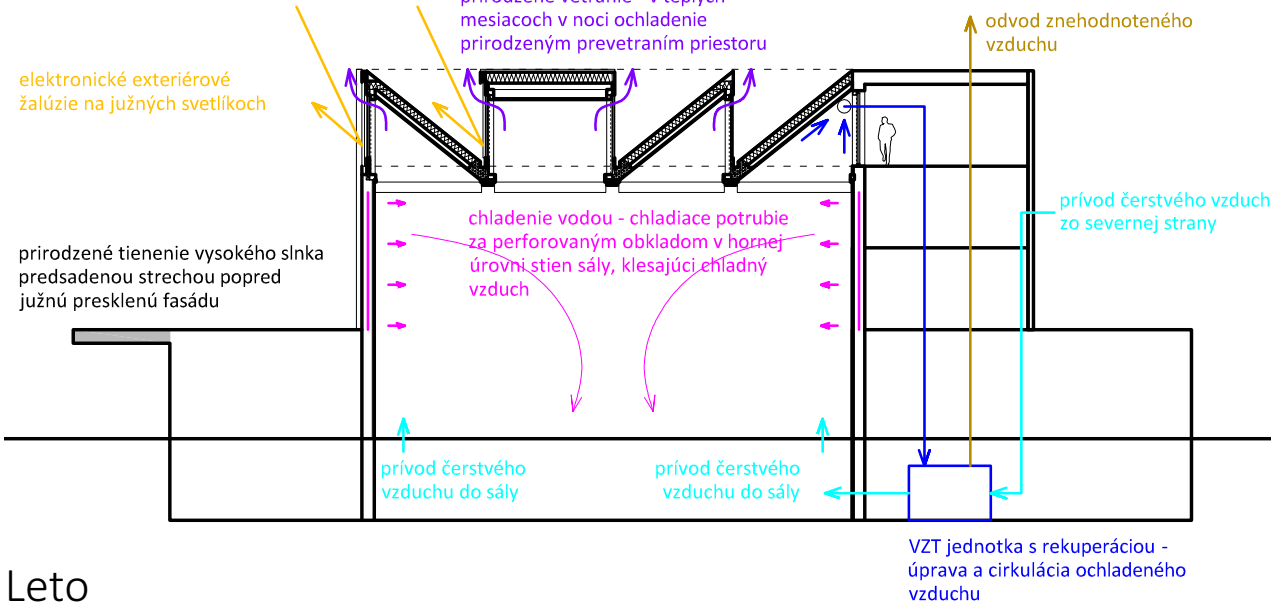 prirodzené vetranie - v teplých
mesiacoch v noci ochladenie
prirodzeným prevetraním priestoru
odvod znehodnoteného
vzduchu
elektronické exteriérové
žalúzie na južných svetlíkoch
prívod čerstvého vzduch
zo severnej strany
chladenie vodou - chladiace potrubie
za perforovaným obkladom v hornej
úrovni stien sály, klesajúci chladný
vzduch
prirodzené tienenie vysokého slnka
predsadenou strechou popred
južnú presklenú fasádu
prívod čerstvého
vzduchu do sály
prívod čerstvého
vzduchu do sály
VZT jednotka s rekuperáciou -
úprava a cirkulácia ochladeného
vzduchu
Leto